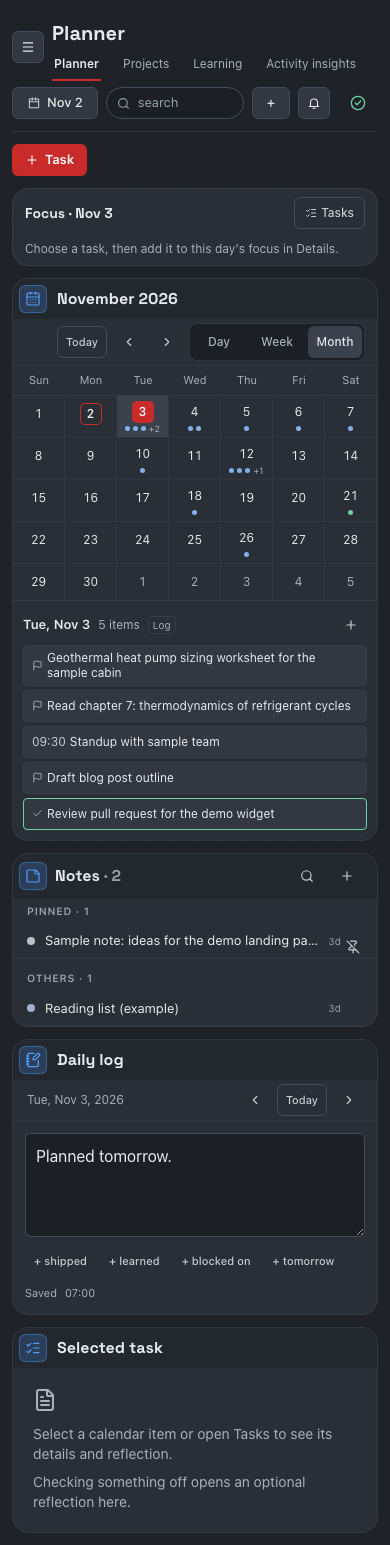 Planner
Planner Projects Learning Activity insights
Nov 2 search +
+ Task
Focus · Nov 3 Tasks
Choose a task, then add it to this day's focus in Details.
November 2026
Today Day Week Month
Sun Mon Tue Wed Thu Fri Sat
1 2 3 4 5 6 7
+2
8 9 10 11 12 13 14
+1
15 16 17 18 19 20 21
22 23 24 25 26 27 28
29 30 1 2 3 4 5
Tue, Nov 3 5 items Log +
Geothermal heat pump sizing worksheet for the
sample cabin
Read chapter 7: thermodynamics of refrigerant cycles
09:30 Standup with sample team
Draft blog post outline
Review pull request for the demo widget
Notes · 2 +
PINNED · 1
Sample note: ideas for the demo landing pa... 3d
OTHERS · 1
Reading list (example) 3d
Daily log
Tue, Nov 3, 2026 Today
Planned tomorrow.
+ shipped + learned + blocked on + tomorrow
Saved 07:00
Selected task
Select a calendar item or open Tasks to see its
details and reflection.
Checking something off opens an optional
reflection here.